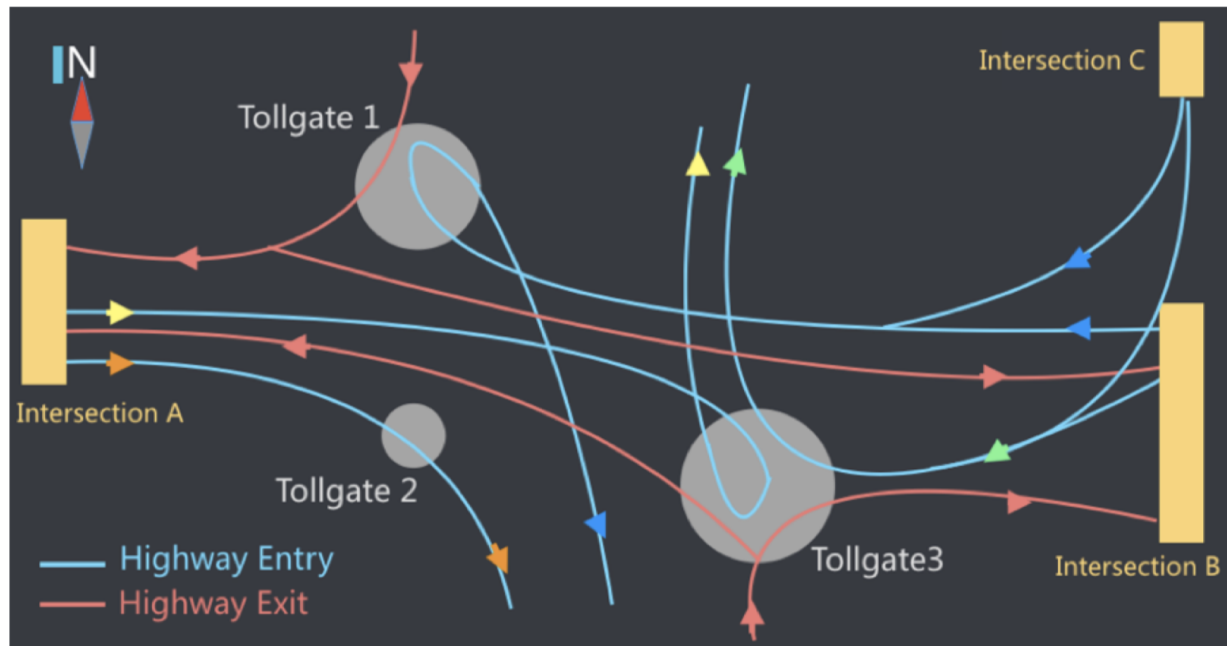 N
Intersection C
Tollgate 1
Intersection A
Tollgate 2
Highway Entry
Tollgate3
Intersection B
Highway Exit